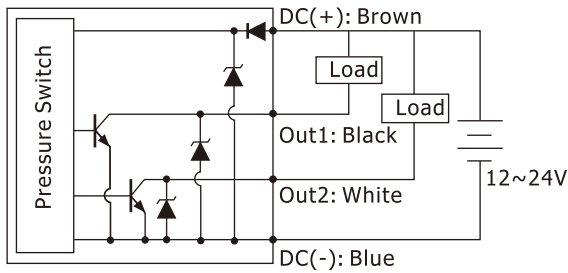 DC(+): Brown
Pressure Switch
Load
Load
Out1: Black
Out2: White
12~24V
DC(-): Blue